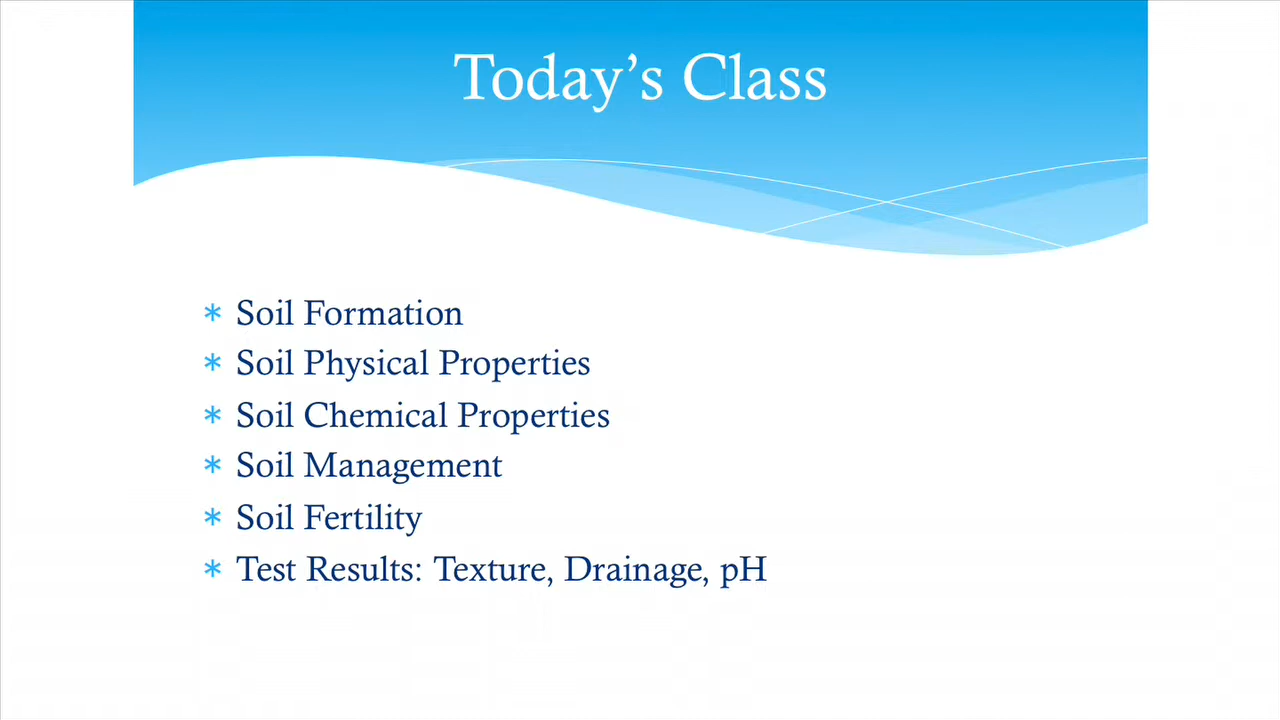 Today’s Class
* Soil Formation
* Soil Physical Properties
* Soil Chemical Properties
* Soil Management
* Soil Fertility
* Test Results: Texture, Drainage, pH